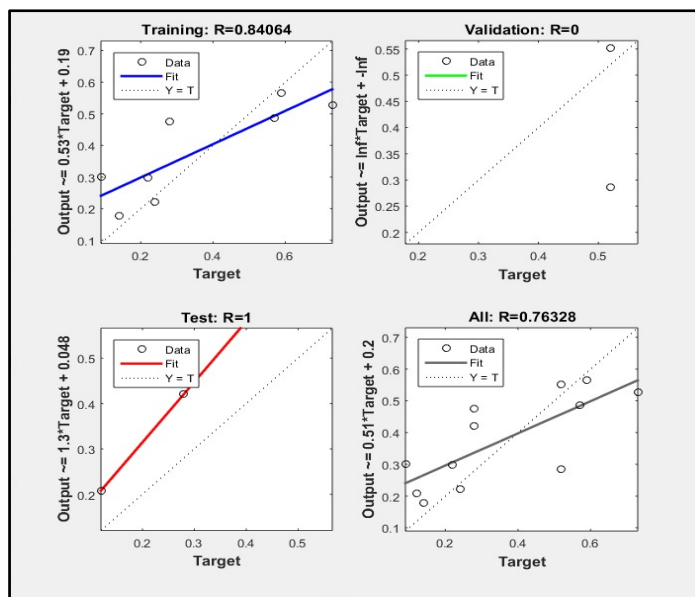 Training: R=0.84064
Output ~= 0.53*Target + 0.19
0.7
0.6
0.5
0.4
0.3
0.2
0.1
Data
Fit
Y = T
0.2
0.4
0.6
Target
Validation: R=0
Output ~= Inf*Target + -Inf
0.55
0.5
0.45
0.4
0.35
0.3
0.25
0.2
Data
Fit
Y = T
0.2
0.3
0.4
0.5
Target
Test: R=1
Output ~= 1.3*Target + 0.048
0.5
0.4
0.3
0.2
Data
Fit
Y = T
0.2
0.3
0.4
0.5
Target
All: R=0.76328
Output ~= 0.51*Target + 0.2
0.7
0.6
0.5
0.4
0.3
0.2
0.1
Data
Fit
Y = T
0.2
0.4
0.6
Target